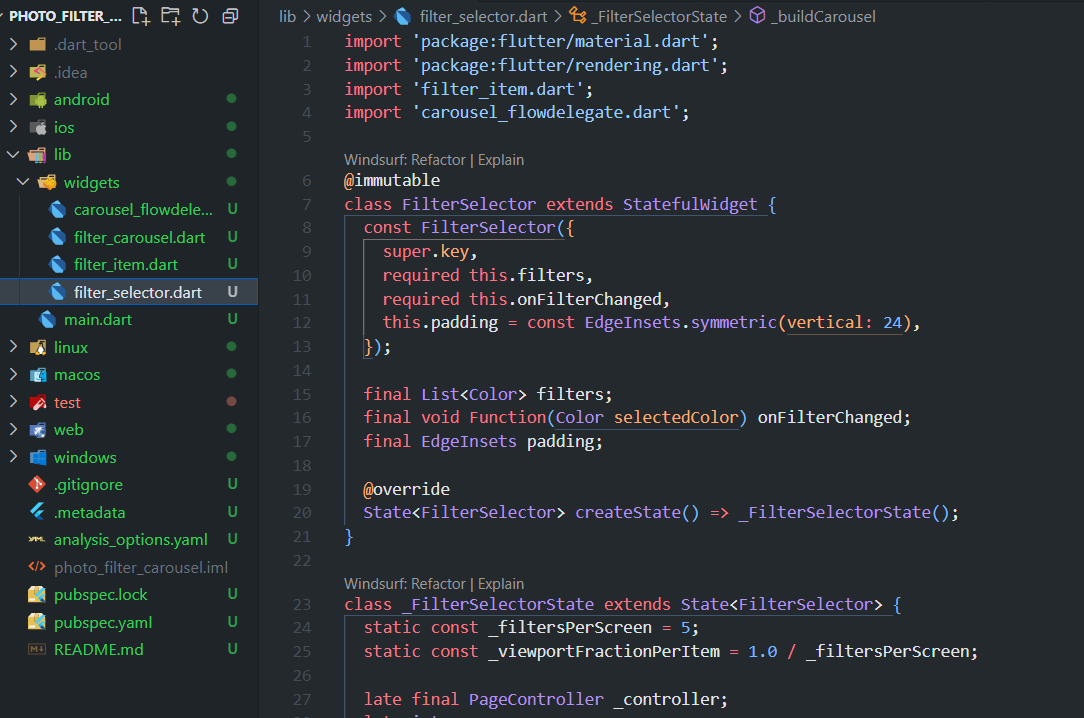 PHOTO_FILTER_...
.dart_tool
.idea
android
ios
lib
widgets
carousel_flowdele... U
filter_carousel.dart U
filter_item.dart U
filter_selector.dart U
main.dart U
linux
macos
test
web
windows
.gitignore U
.metadata U
analysis_options.yaml U
photo_filter_carousel.iml
pubspec.lock U
pubspec.yaml U
README.md U
lib > widgets > filter_selector.dart > _FilterSelectorState > _buildCarousel
1 import 'package:flutter/material.dart';
2 import 'package:flutter/rendering.dart';
3 import 'filter_item.dart';
4 import 'carousel_flowdelegate.dart';
5
Windsurf: Refactor | Explain
6 @immutable
7 class FilterSelector extends StatefulWidget {
8 const FilterSelector({
9 super.key,
10 required this.filters,
11 required this.onFilterChanged,
12 this.padding = const EdgeInsets.symmetric(vertical: 24),
13 });
14
15 final List<Color> filters;
16 final void Function(Color selectedColor) onFilterChanged;
17 final EdgeInsets padding;
18
19 @override
20 State<FilterSelector> createState() => _FilterSelectorState();
21 }
22
Windsurf: Refactor | Explain
23 class _FilterSelectorState extends State<FilterSelector> {
24 static const _filtersPerScreen = 5;
25 static const _viewportFractionPerItem = 1.0 / _filtersPerScreen;
26
27 late final PageController _controller;